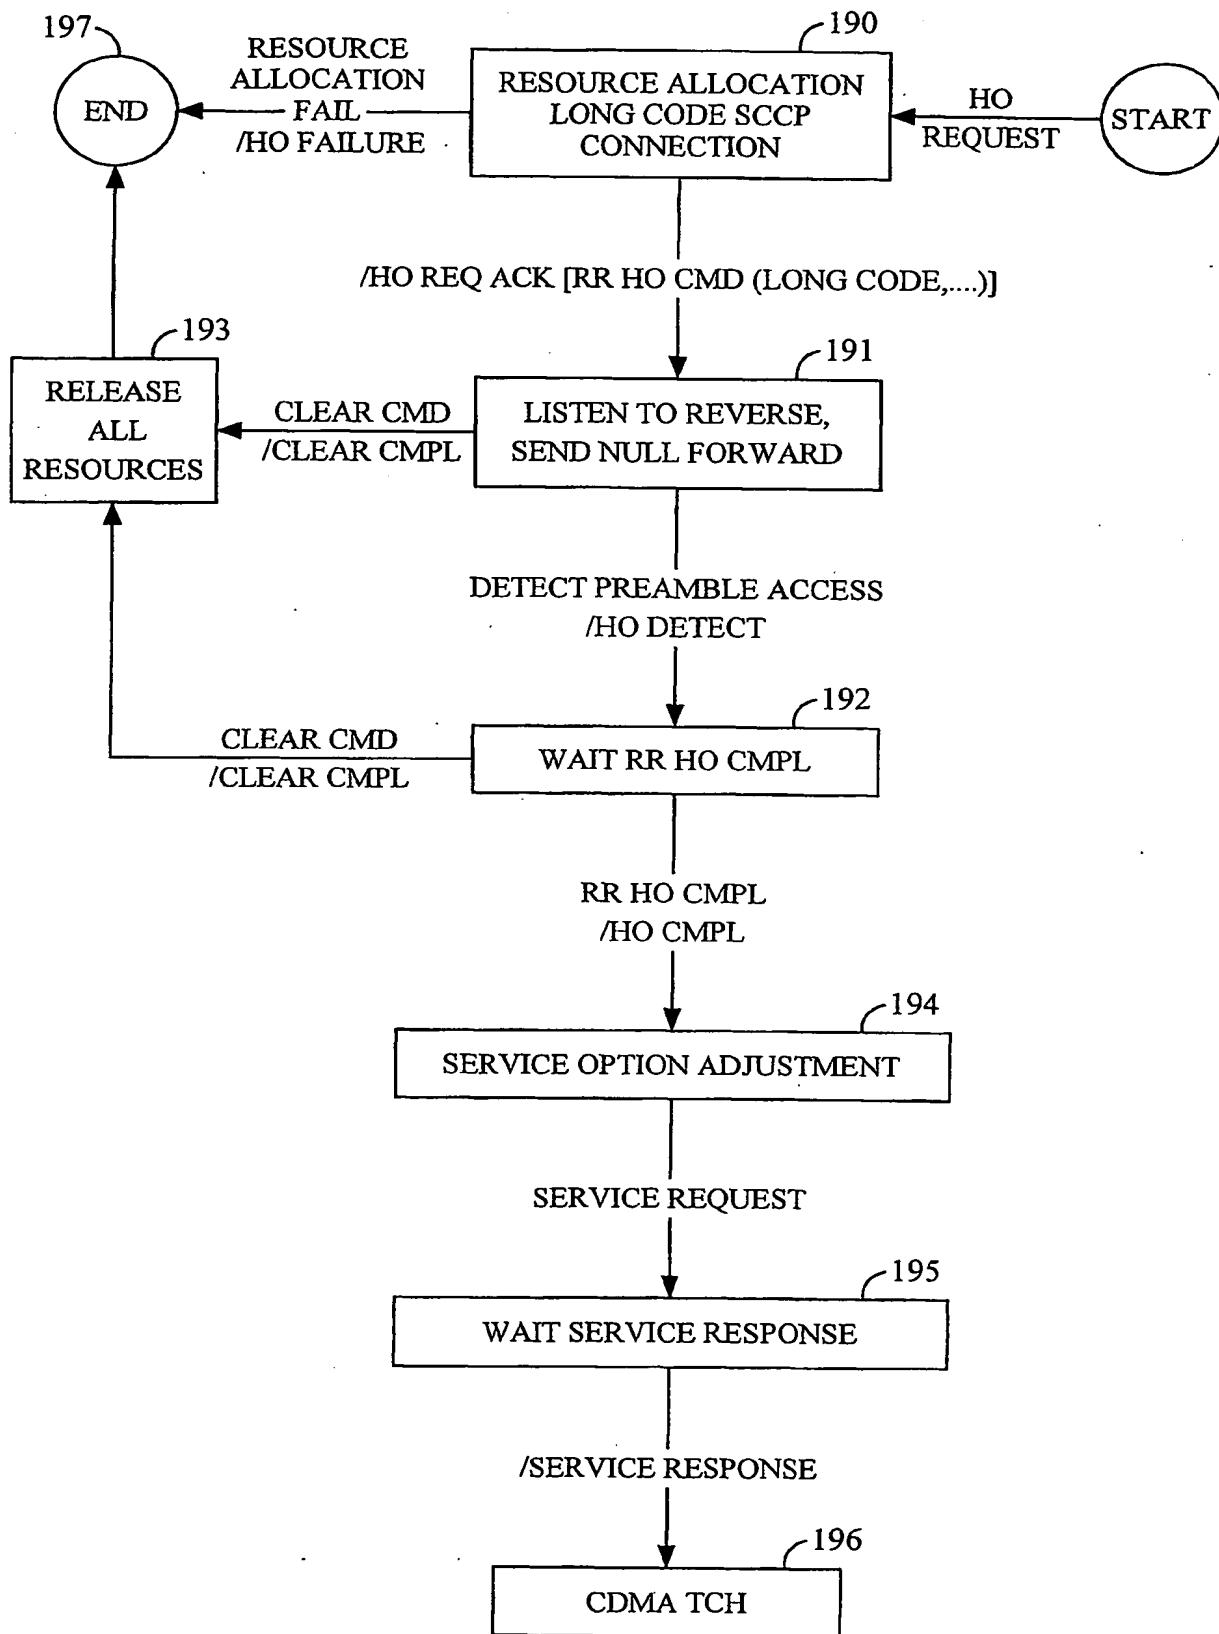 197
190
RESOURCE
ALLOCATION
FAIL
/HO FAILURE
END
RESOURCE ALLOCATION
LONG CODE SCCP
CONNECTION
HO
REQUEST
START
/HO REQ ACK [RR HO CMD (LONG CODE,....)]
193
191
RELEASE
ALL
RESOURCES
CLEAR CMD
/CLEAR CMPL
LISTEN TO REVERSE,
SEND NULL FORWARD
DETECT PREAMBLE ACCESS
/HO DETECT
192
CLEAR CMD
/CLEAR CMPL
WAIT RR HO CMPL
RR HO CMPL
/HO CMPL
194
SERVICE OPTION ADJUSTMENT
SERVICE REQUEST
195
WAIT SERVICE RESPONSE
/SERVICE RESPONSE
196
CDMA TCH